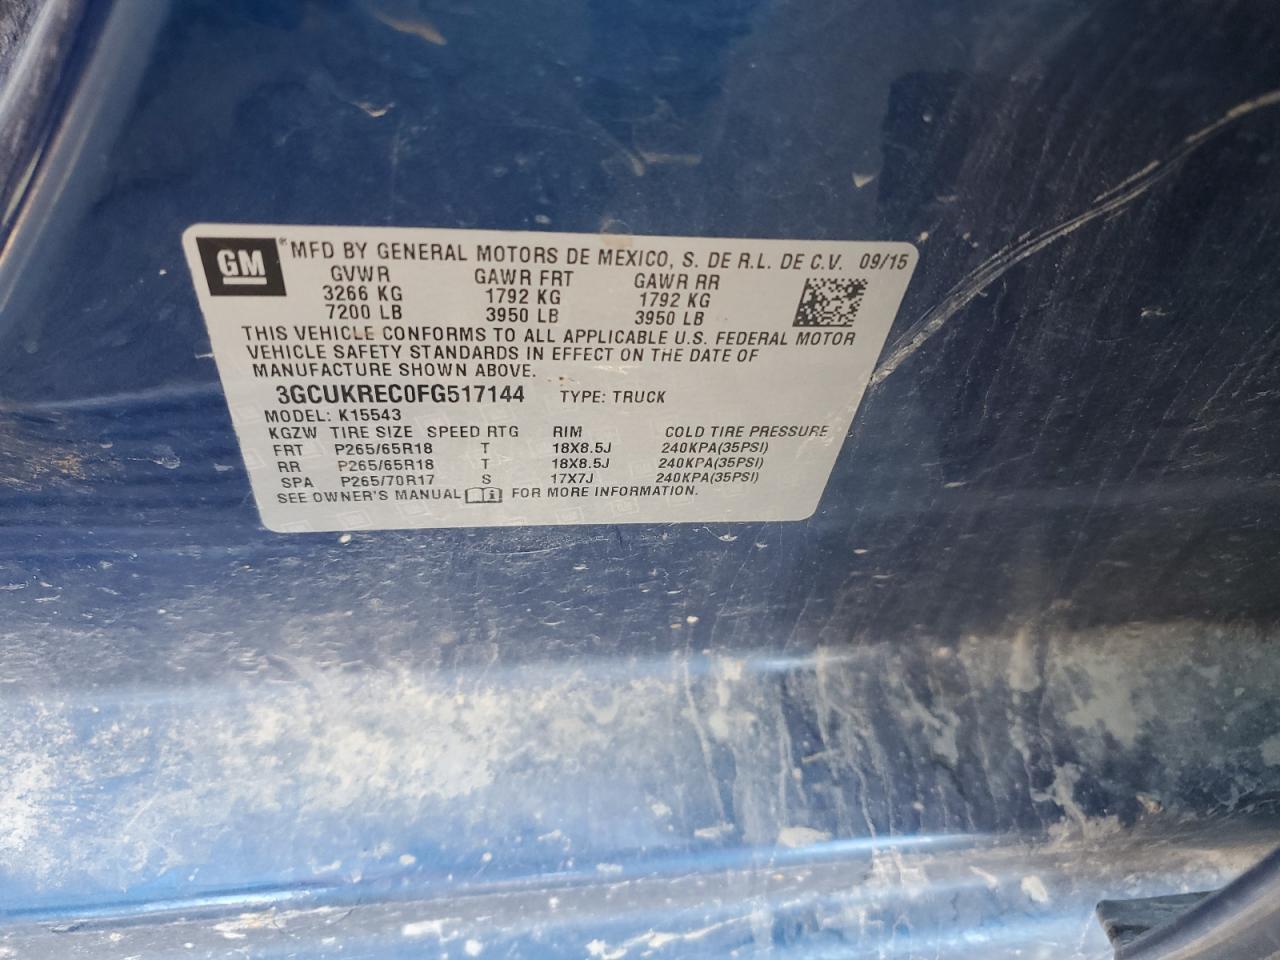 GM® MFD BY GENERAL MOTORS DE MEXICO, S. DE R.L. DE C.V. 09/15
GVWR GAWR FRT GAWR RR
3266 KG 1792 KG 1792 KG
7200 LB 3950 LB 3950 LB
THIS VEHICLE CONFORMS TO ALL APPLICABLE U.S. FEDERAL MOTOR
VEHICLE SAFETY STANDARDS IN EFFECT ON THE DATE OF
MANUFACTURE SHOWN ABOVE.
3GCUKREC0FG517144 TYPE: TRUCK
MODEL: K15543
KGZW TIRE SIZE SPEED RTG RIM COLD TIRE PRESSURE
FRT P265/65R18 T 18X8.5J 240KPA(35PSI)
RR P265/65R18 T 18X8.5J 240KPA(35PSI)
SPA P265/70R17 S 17X7J 240KPA(35PSI)
SEE OWNER'S MANUAL FOR MORE INFORMATION.